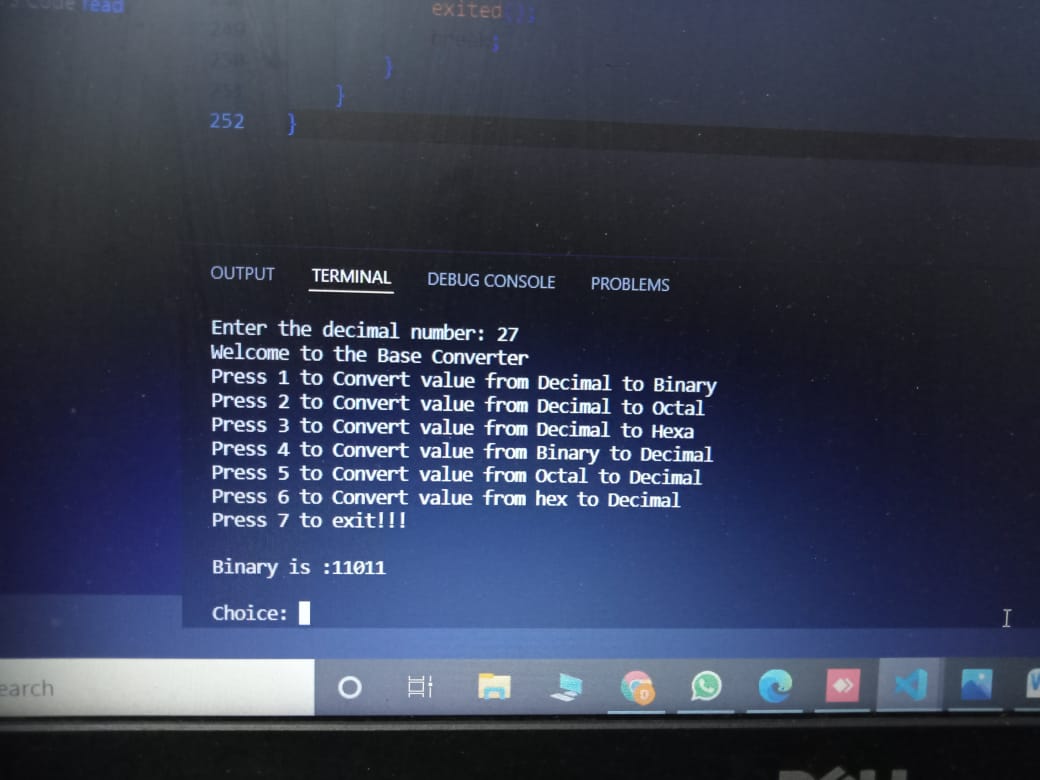 Code read
exited();
249
break;
250
}
251
}
252 }
OUTPUT TERMINAL DEBUG CONSOLE PROBLEMS
Enter the decimal number: 27
Welcome to the Base Converter
Press 1 to Convert value from Decimal to Binary
Press 2 to Convert value from Decimal to Octal
Press 3 to Convert value from Decimal to Hexa
Press 4 to Convert value from Binary to Decimal
Press 5 to Convert value from Octal to Decimal
Press 6 to Convert value from hex to Decimal
Press 7 to exit!!!
Binary is :11011
Choice:
earch